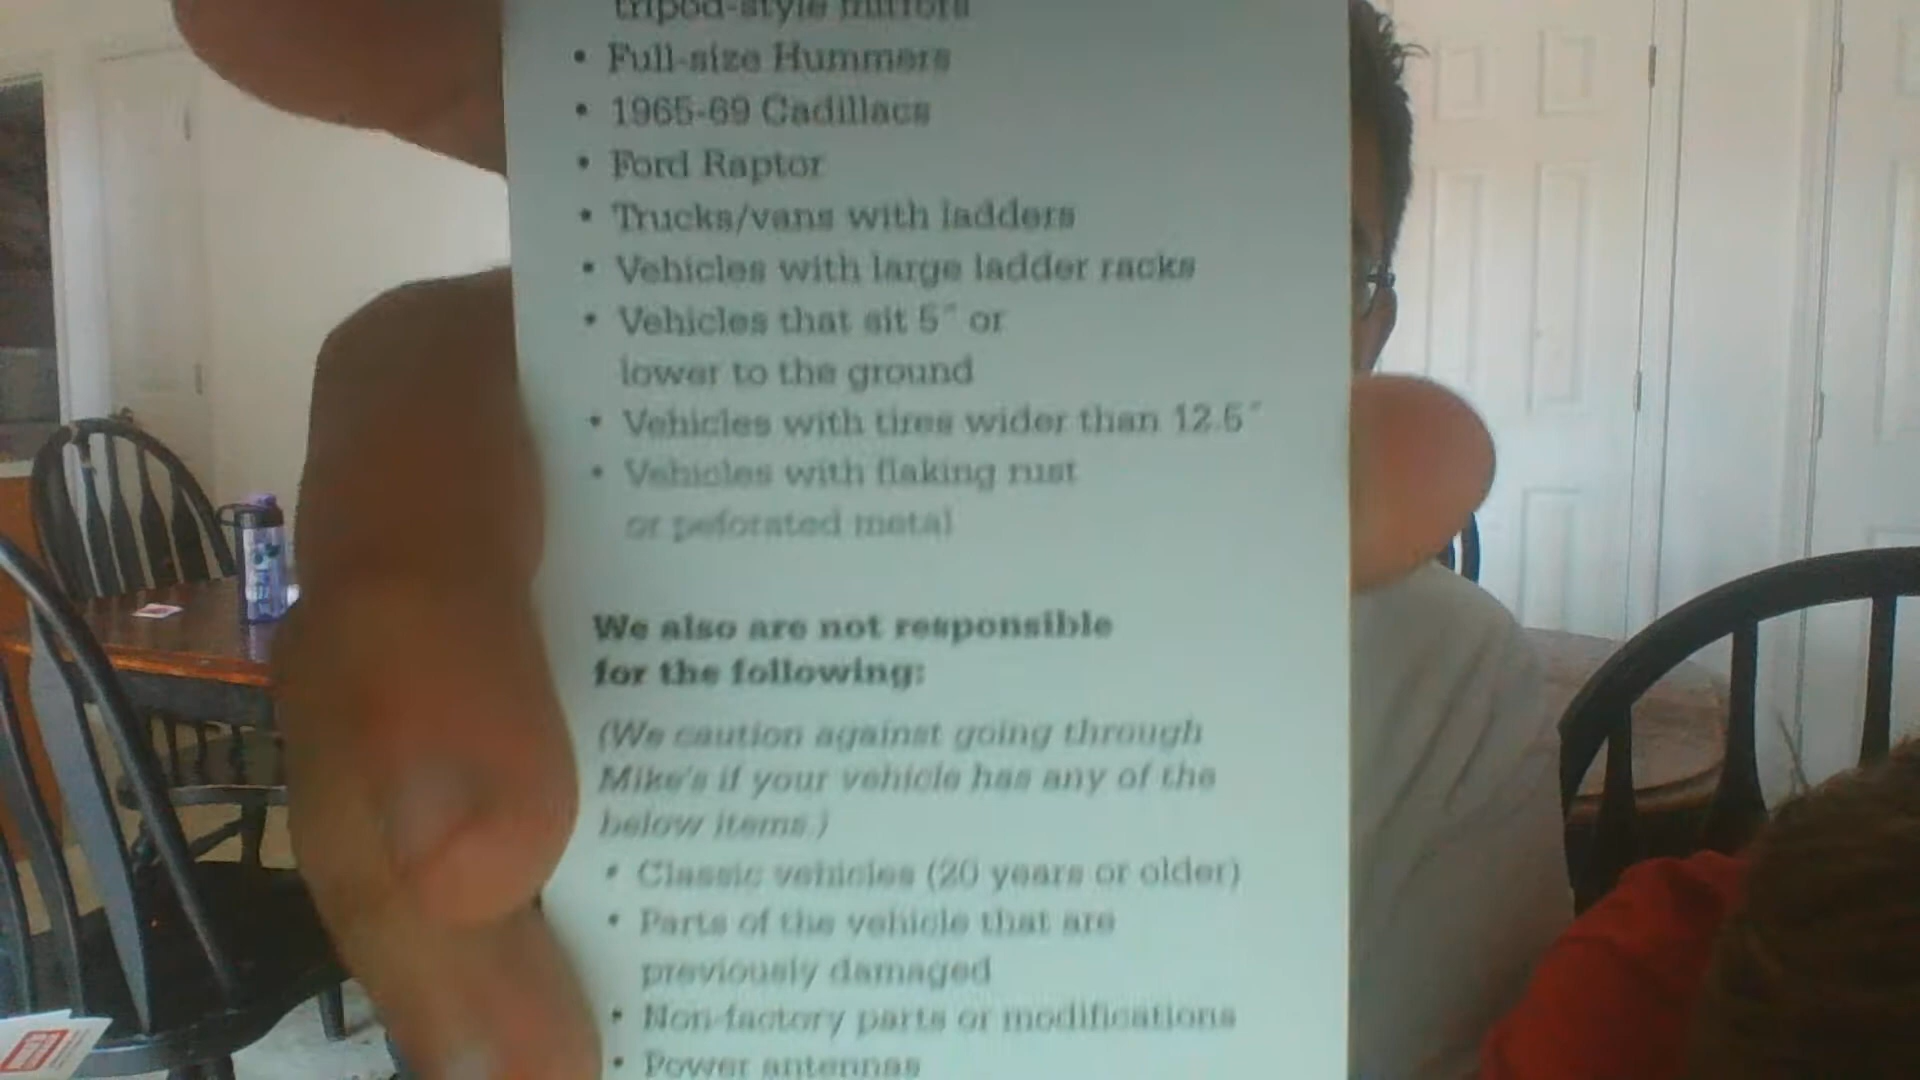 tripod-style mirrors
• Full-size Hummers
• 1965-69 Cadillacs
• Ford Raptor
• Trucks/vans with ladders
• Vehicles with large ladder racks
• Vehicles that sit 5″ or
lower to the ground
• Vehicles with tires wider than 12.5″
• Vehicles with flaking rust
or peforated metal
We also are not responsible
for the following:
(We caution against going through
Mike's if your vehicle has any of the
below items.)
• Classic vehicles (20 years or older)
• Parts of the vehicle that are
previously damaged
• Non-factory parts or modifications
• Power antennas